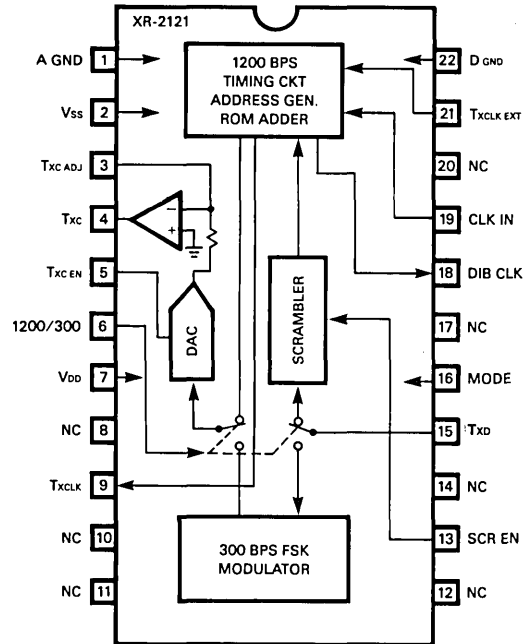 XR-2121
A GND 1
VSS 2
TXC ADJ 3
TXC 4
TXC EN 5
1200/300 6
VDD 7
NC 8
TXCLK 9
NC 10
NC 11
1200 BPS
TIMING CKT
ADDRESS GEN.
ROM ADDER
−
+
DAC
SCRAMBLER
300 BPS FSK
MODULATOR
22 D GND
21 TXCLK EXT
20 NC
19 CLK IN
18 DIB CLK
17 NC
16 MODE
15 TXD
14 NC
13 SCR EN
12 NC